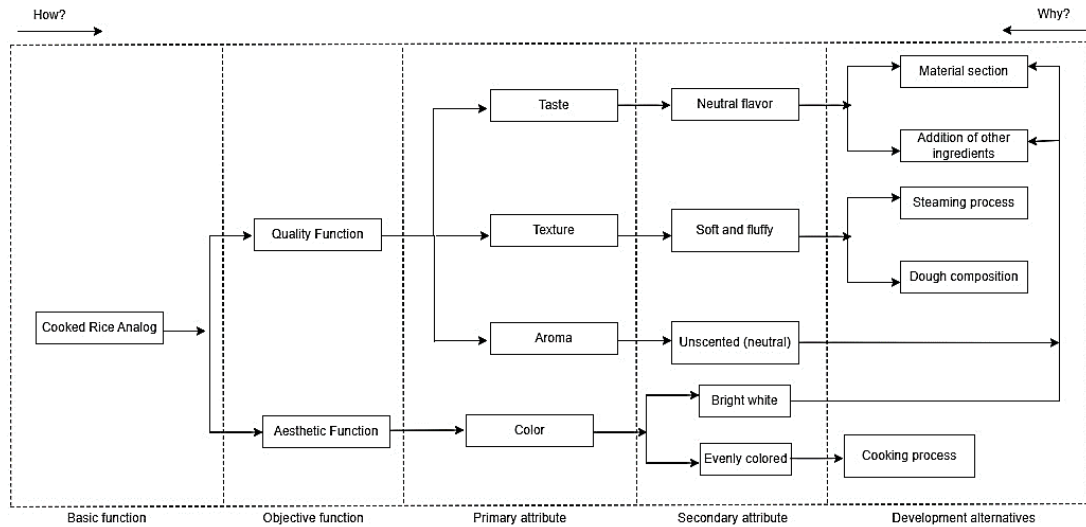 How?
Why?
Material section
Taste
Neutral flavor
Addition of other
ingredients
Steaming process
Quality Function
Texture
Soft and fluffy
Dough composition
Cooked Rice Analog
Aroma
Unscented (neutral)
Bright white
Aesthetic Function
Color
Evenly colored
Cooking process
Basic function
Objective function
Primary attribute
Secondary attribute
Development alternatives